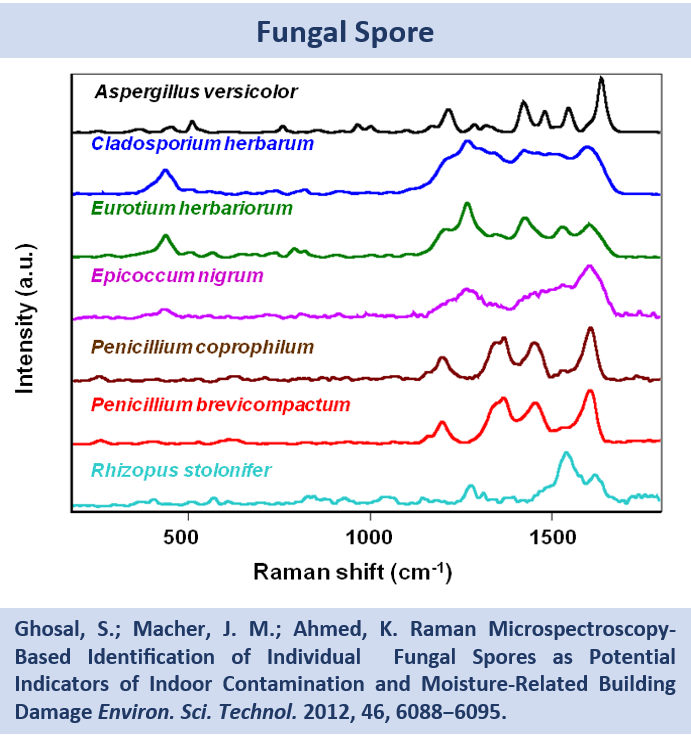 Fungal Spore
Aspergillus versicolor
Cladosporium herbarum
Eurotium herbariorum
Epicoccum nigrum
Penicillium coprophilum
Penicillium brevicompactum
Rhizopus stolonifer
Intensity (a.u.)
500 1000 1500
Raman shift (cm⁻¹)
Ghosal, S.; Macher, J. M.; Ahmed, K. Raman Microspectroscopy-
Based Identification of Individual Fungal Spores as Potential
Indicators of Indoor Contamination and Moisture-Related Building
Damage Environ. Sci. Technol. 2012, 46, 6088−6095.